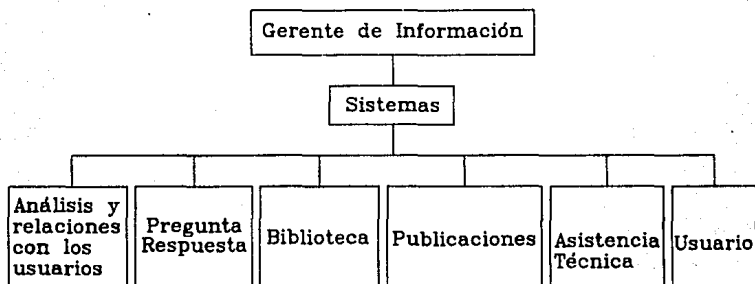 Gerente de Información
Sistemas
Análisis y
relaciones
con los
usuarios
Pregunta
Respuesta
Biblioteca
Publicaciones
Asistencia
Técnica
Usuario